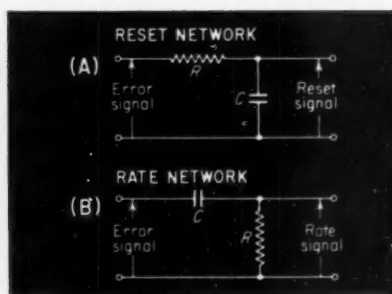 RESET NETWORK
(A)
R
Error signal
C
Reset signal
RATE NETWORK
(B)
C
Error signal
R
Rate signal